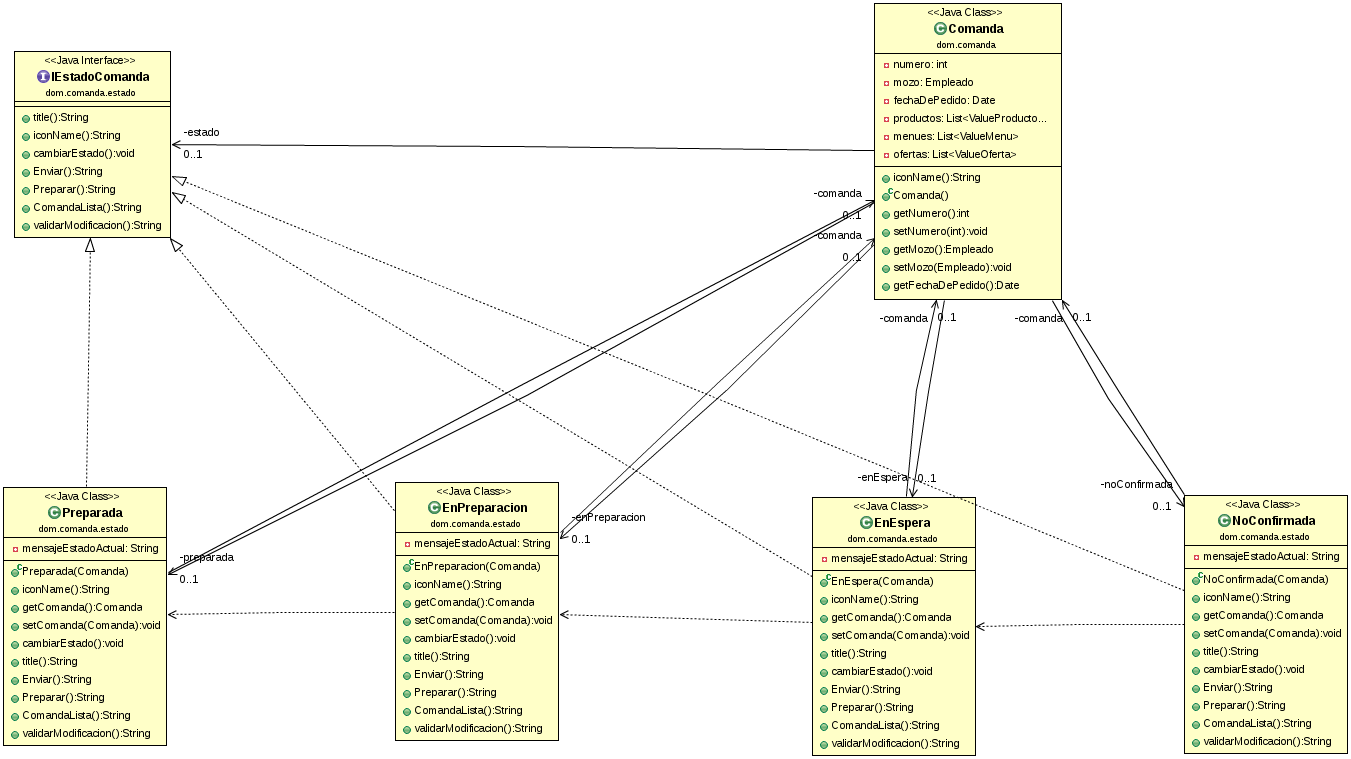 <<Java Interface>>
IEstadoComanda
dom.comanda.estado
title():String
iconName():String
cambiarEstado():void
Enviar():String
Preparar():String
ComandaLista():String
validarModificacion():String
<<Java Class>>
Comanda
dom.comanda
numero: int
mozo: Empleado
fechaDePedido: Date
productos: List<ValueProducto...
menues: List<ValueMenu>
ofertas: List<ValueOferta>
iconName():String
Comanda()
getNumero():int
setNumero(int):void
getMozo():Empleado
setMozo(Empleado):void
getFechaDePedido():Date
-estado
0..1
-comanda
0..1
-comanda
0..1
-comanda
0..1
-comanda
0..1
-preparada
0..1
-enPreparacion
0..1
-enEspera
0..1
-noConfirmada
0..1
<<Java Class>>
Preparada
dom.comanda.estado
mensajeEstadoActual: String
Preparada(Comanda)
iconName():String
getComanda():Comanda
setComanda(Comanda):void
cambiarEstado():void
title():String
Enviar():String
Preparar():String
ComandaLista():String
validarModificacion():String
<<Java Class>>
EnPreparacion
dom.comanda.estado
mensajeEstadoActual: String
EnPreparacion(Comanda)
iconName():String
getComanda():Comanda
setComanda(Comanda):void
cambiarEstado():void
title():String
Enviar():String
Preparar():String
ComandaLista():String
validarModificacion():String
<<Java Class>>
EnEspera
dom.comanda.estado
mensajeEstadoActual: String
EnEspera(Comanda)
iconName():String
getComanda():Comanda
setComanda(Comanda):void
title():String
cambiarEstado():void
Enviar():String
Preparar():String
ComandaLista():String
validarModificacion():String
<<Java Class>>
NoConfirmada
dom.comanda.estado
mensajeEstadoActual: String
NoConfirmada(Comanda)
iconName():String
getComanda():Comanda
setComanda(Comanda):void
title():String
cambiarEstado():void
Enviar():String
Preparar():String
ComandaLista():String
validarModificacion():String